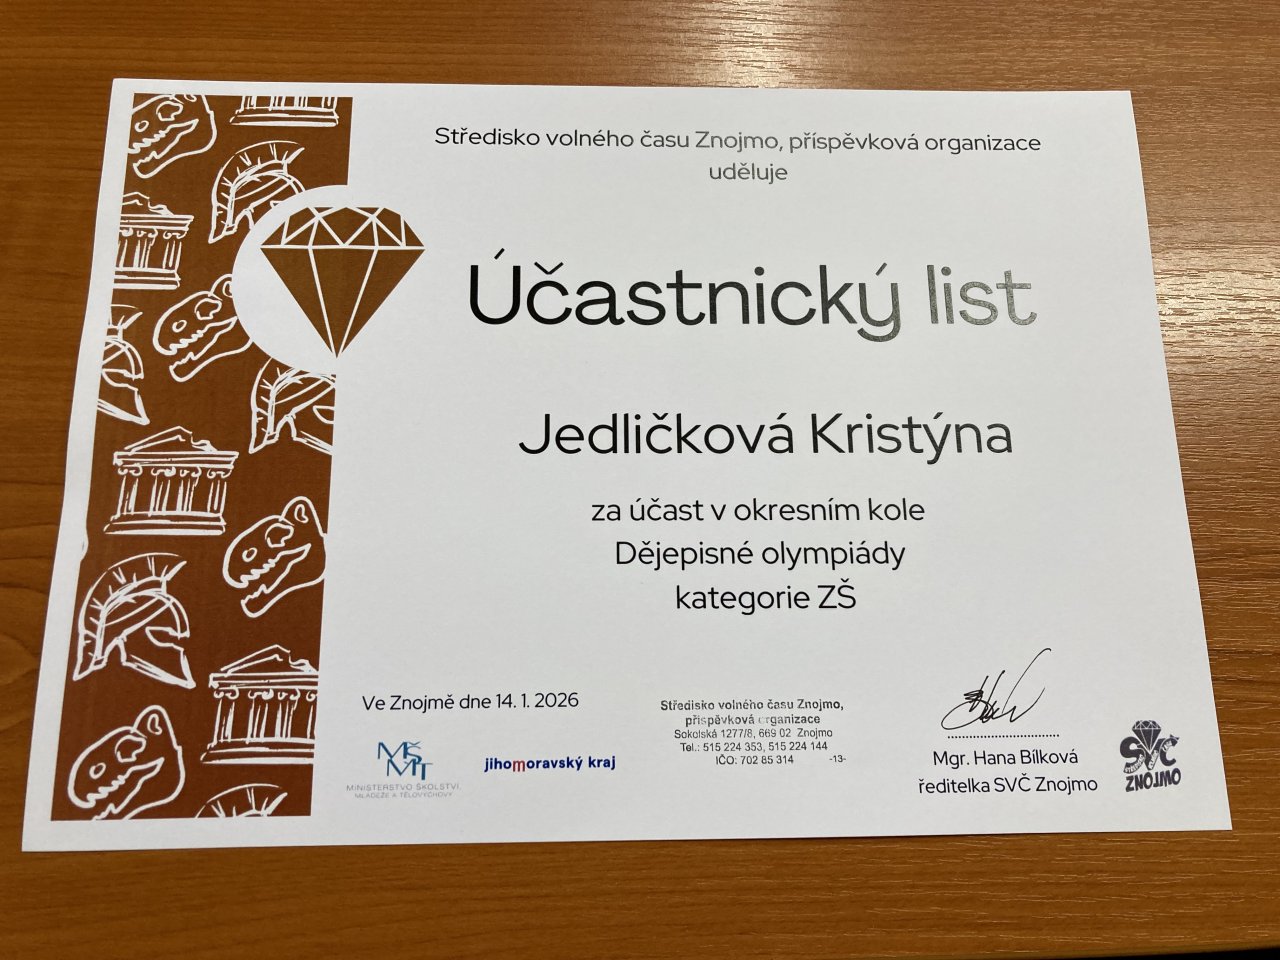 Středisko volného času Znojmo, příspěvková organizace
uděluje
Účastnický list
Jedličková Kristýna
za účast v okresním kole
Dějepisné olympiády
kategorie ZŠ
Ve Znojmě dne 14. 1. 2026
MŠMT
MINISTERSTVO ŠKOLSTVÍ,
MLÁDEŽE A TĚLOVÝCHOVY
jihomoravský kraj
Středisko volného času Znojmo,
příspěvková organizace
Sokolská 1277/8, 669 02 Znojmo
Tel.: 515 224 353, 515 224 144
IČO: 702 85 314 -13-
Mgr. Hana Bílková
ředitelka SVČ Znojmo
SVČ
ZNOJMO